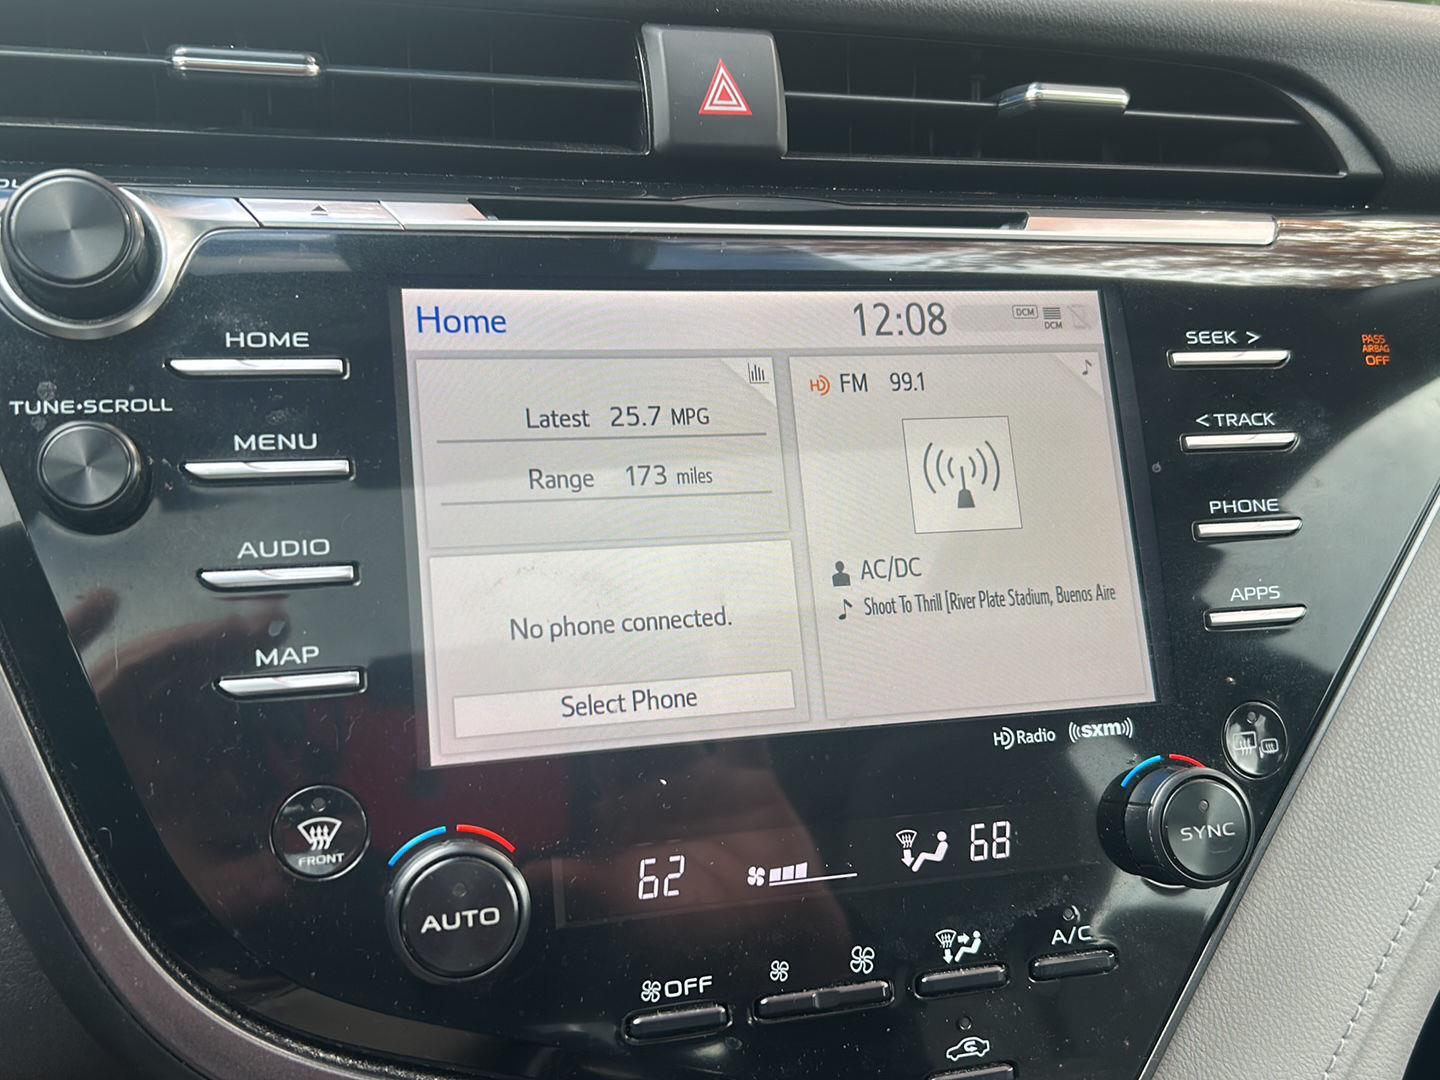 HOME
TUNE•SCROLL
MENU
AUDIO
MAP
Home 12:08 DCM
DCM
Latest 25.7 MPG
Range 173 miles
No phone connected.
Select Phone
HD FM 99.1
AC/DC
Shoot To Thrill [River Plate Stadium, Buenos Aire
HD Radio ((sxm))
SEEK >
< TRACK
PHONE
APPS
PASS
AIRBAG
OFF
FRONT
AUTO
62 68
SYNC
OFF
A/C